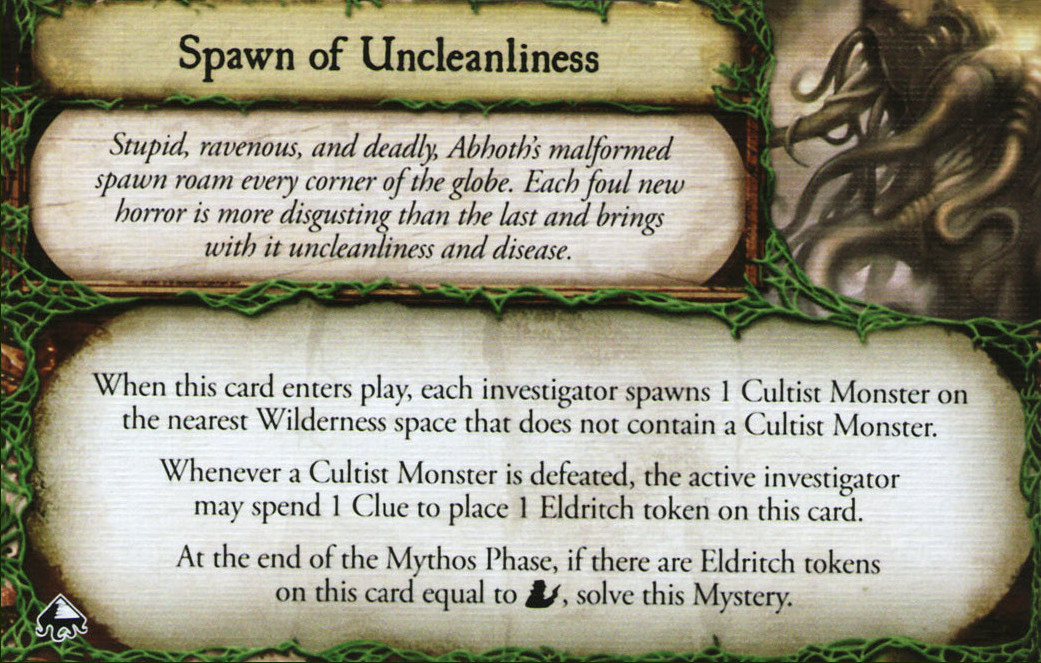 Spawn of Uncleanliness
Stupid, ravenous, and deadly, Abhoth's malformed
spawn roam every corner of the globe. Each foul new
horror is more disgusting than the last and brings
with it uncleanliness and disease.
When this card enters play, each investigator spawns 1 Cultist Monster on
the nearest Wilderness space that does not contain a Cultist Monster.
Whenever a Cultist Monster is defeated, the active investigator
may spend 1 Clue to place 1 Eldritch token on this card.
At the end of the Mythos Phase, if there are Eldritch tokens
on this card equal to , solve this Mystery.